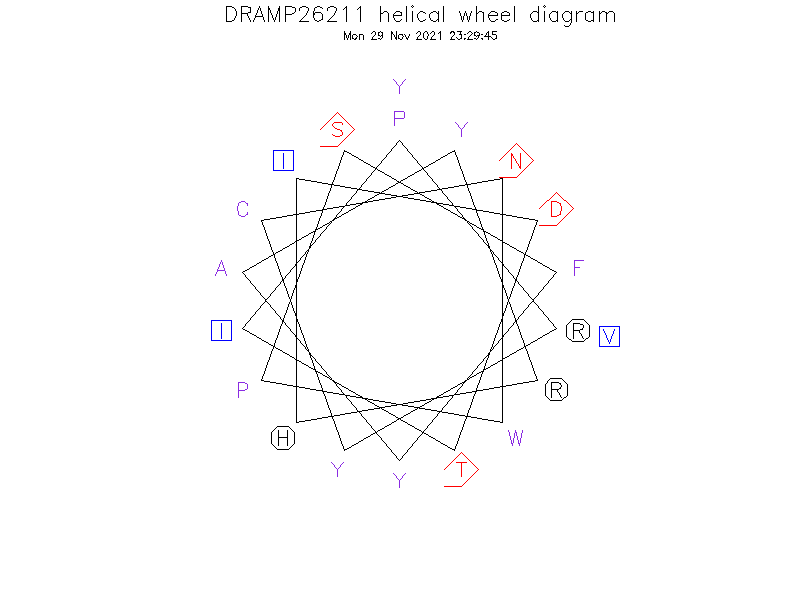 DRAMP26211 helical wheel diagram
Mon 29 Nov 2021 23:29:45
Y
P
S
Y
I
N
C
D
A
F
I
R
V
P
R
H
W
Y
T
Y